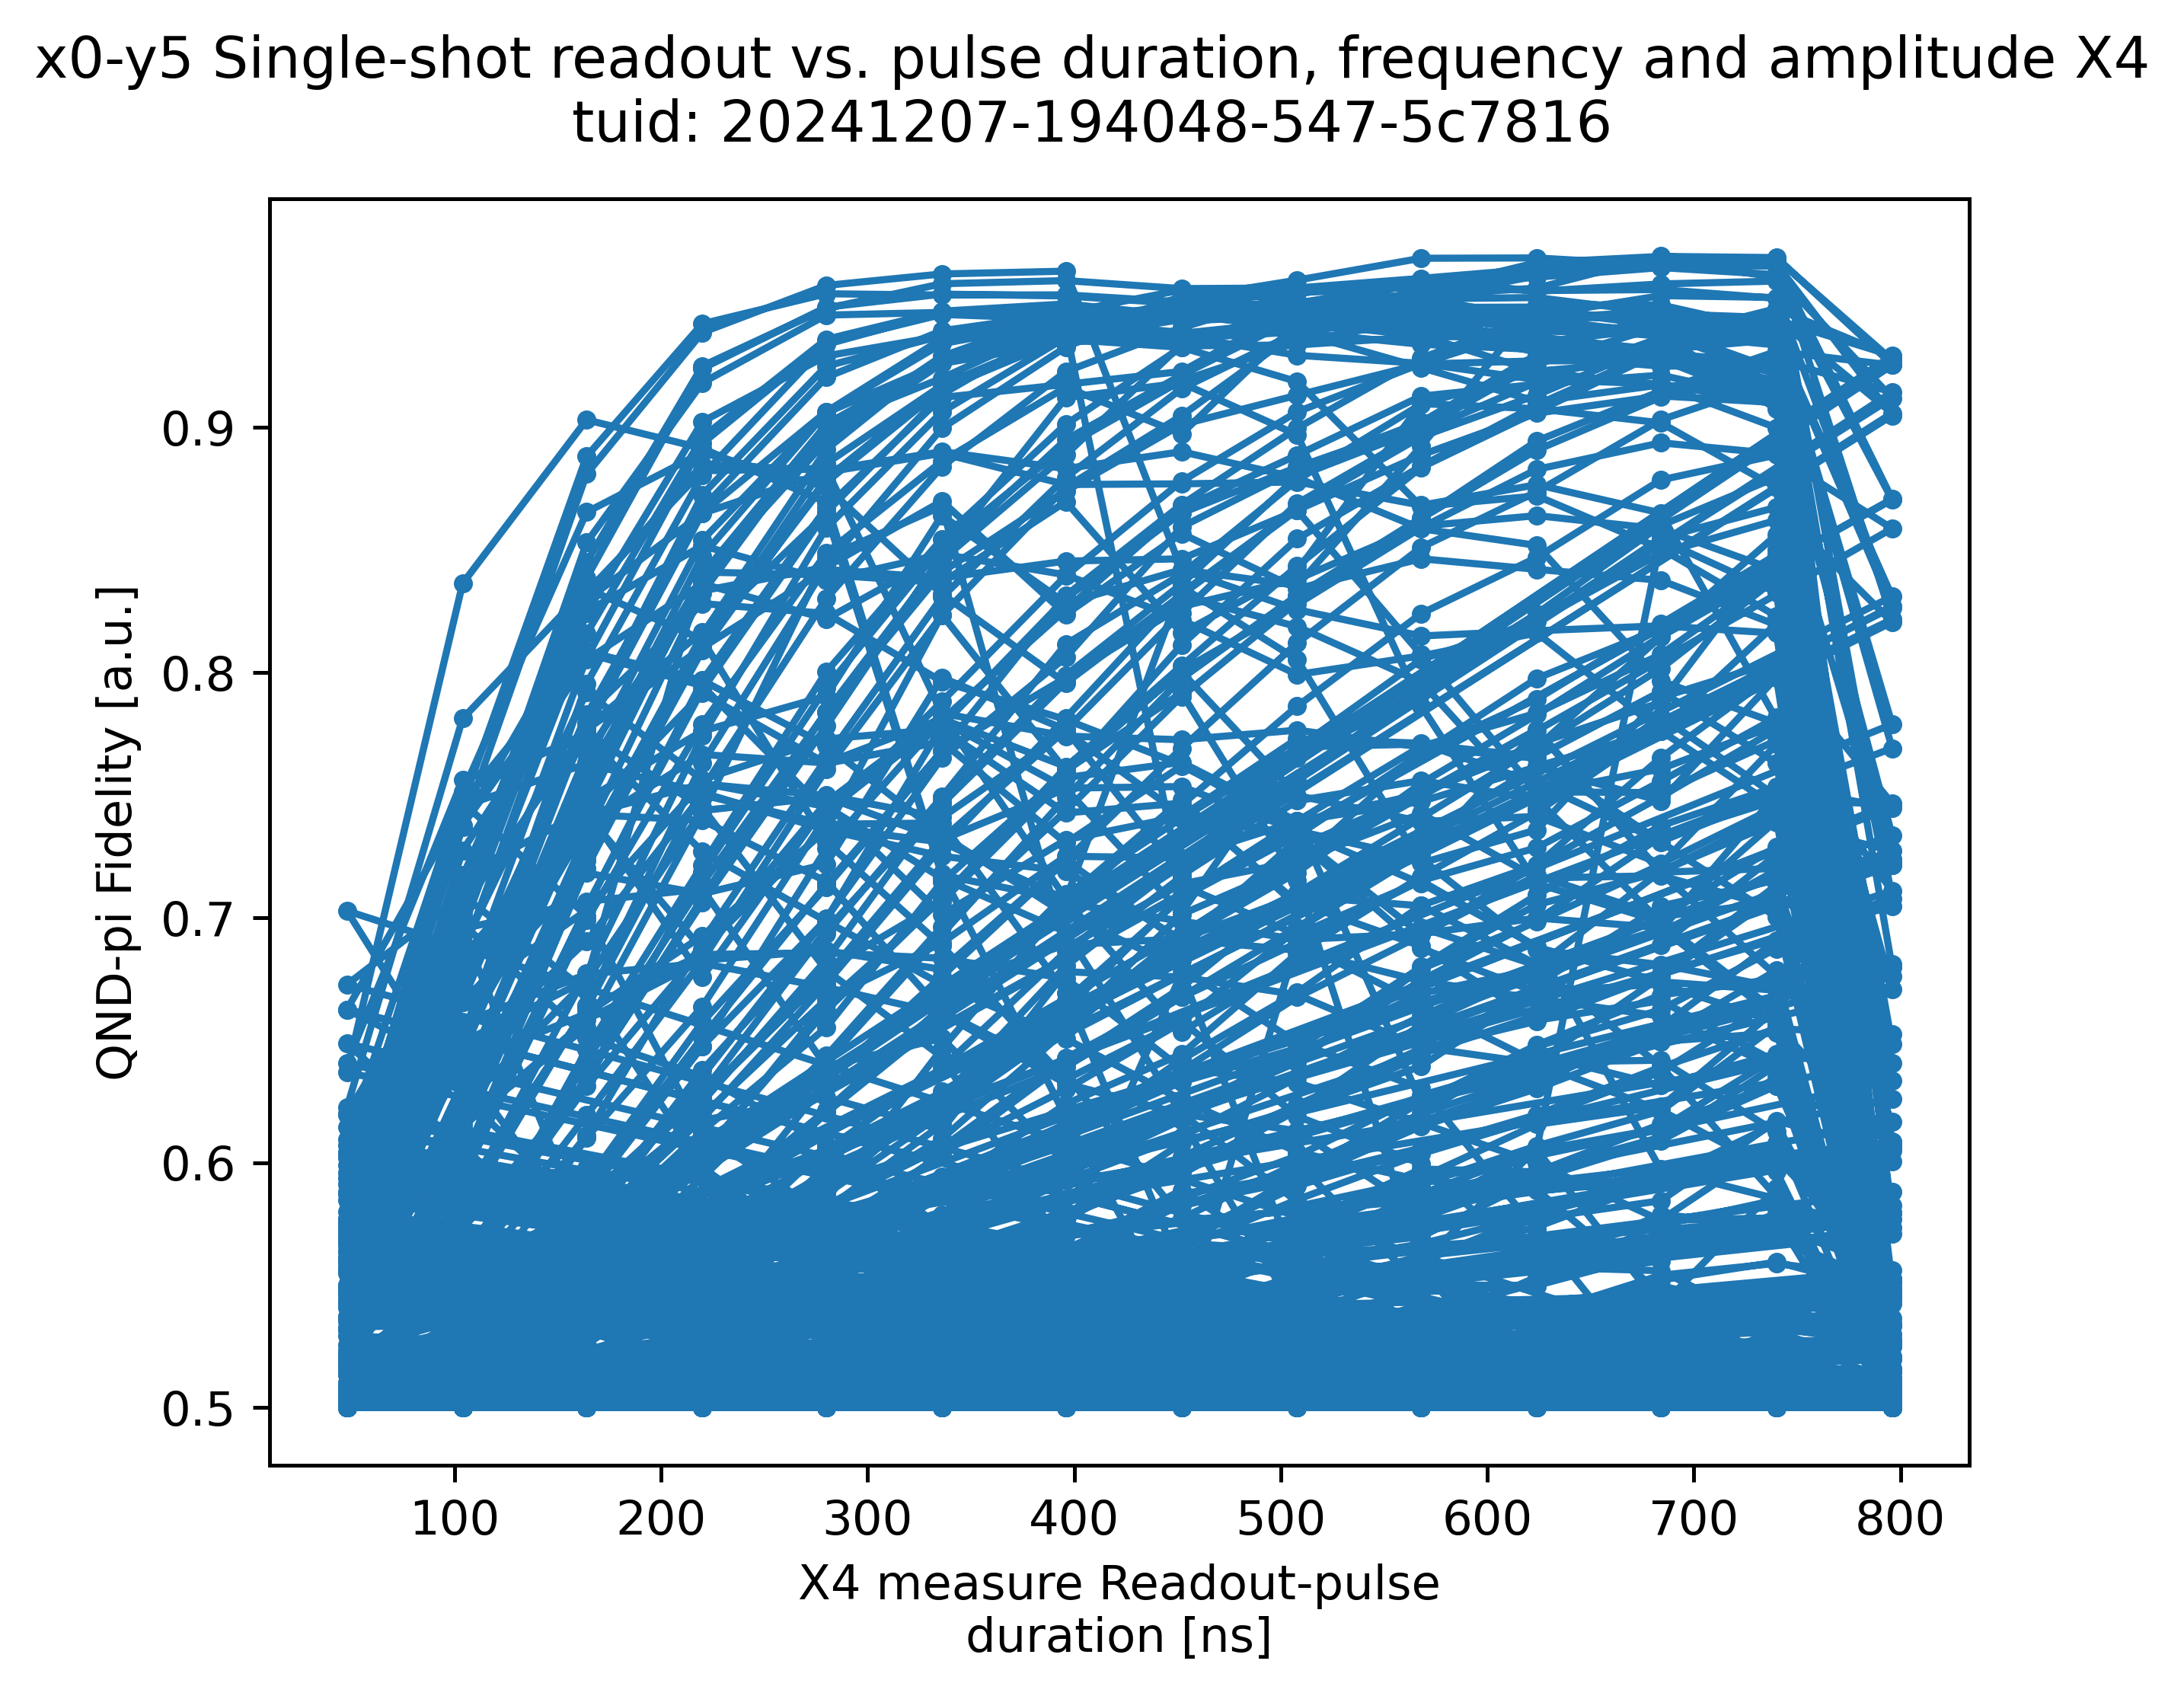 x0-y5 Single-shot readout vs. pulse duration, frequency and amplitude X4
tuid: 20241207-194048-547-5c7816
QND-pi Fidelity [a.u.]
0.9
0.8
0.7
0.6
0.5
100 200 300 400 500 600 700 800
X4 measure Readout-pulse
duration [ns]